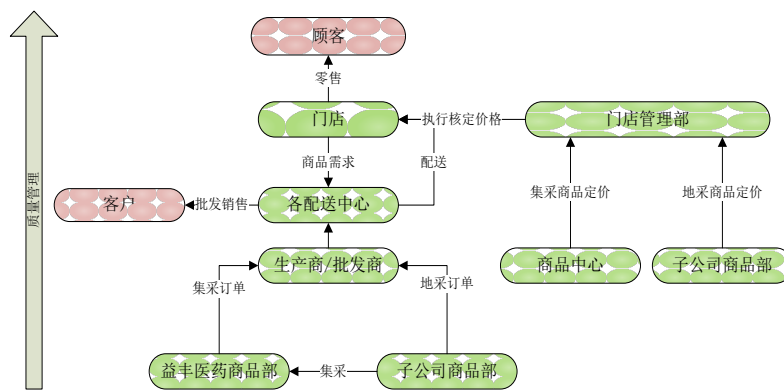 顾客
零售
门店
执行核定价格
门店管理部
商品需求
配送
质量管理
客户
批发销售
各配送中心
集采商品定价
地采商品定价
生产商/批发商
商品中心
子公司商品部
集采订单
地采订单
益丰医药商品部
集采
子公司商品部